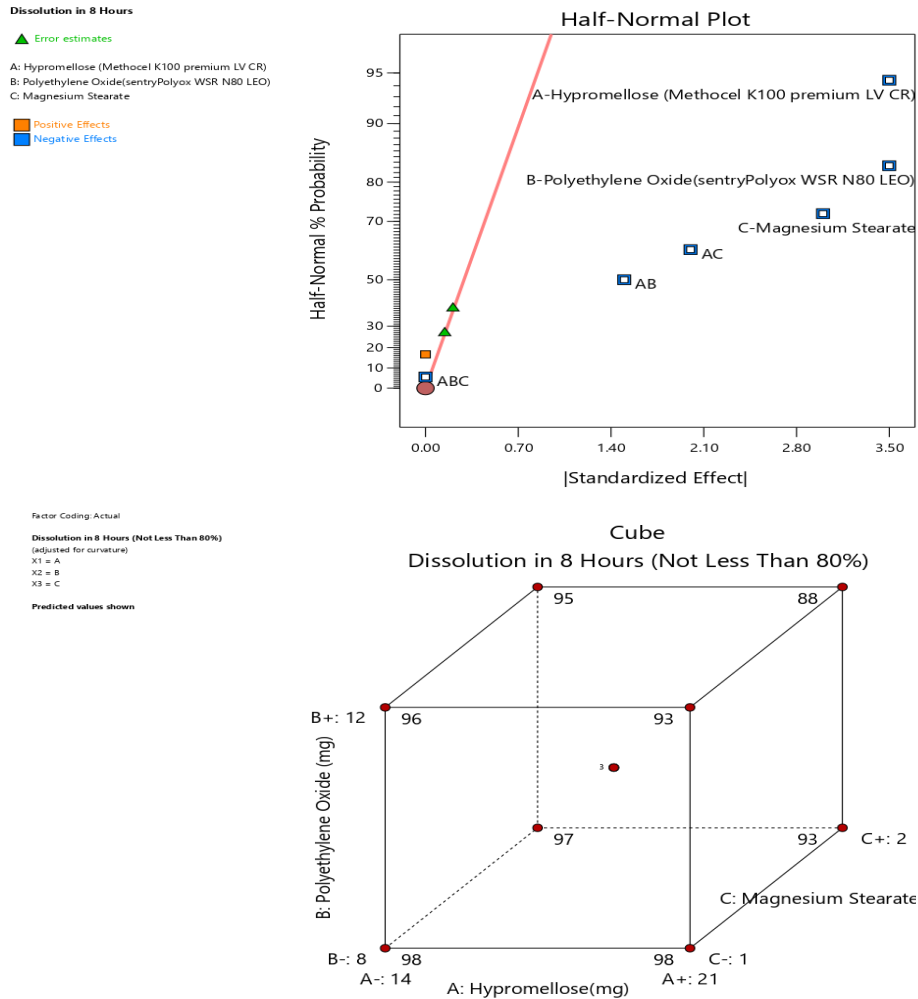 Dissolution in 8 Hours
Error estimates
A: Hypromellose (Methocel K100 premium LV CR)
B: Polyethylene Oxide(sentryPolyox WSR N80 LEO)
C: Magnesium Stearate
Positive Effects
Negative Effects
Half-Normal Plot
Half-Normal % Probability
95
90
80
70
50
30
20
10
0
A-Hypromellose (Methocel K100 premium LV CR)
B-Polyethylene Oxide(sentryPolyox WSR N80 LEO)
C-Magnesium Stearate
AC
AB
ABC
0.00 0.70 1.40 2.10 2.80 3.50
|Standardized Effect|
Factor Coding: Actual
Dissolution in 8 Hours (Not Less Than 80%)
(adjusted for curvature)
X1 = A
X2 = B
X3 = C
Predicted values shown
Cube
Dissolution in 8 Hours (Not Less Than 80%)
95 88
B+: 12 96 93
3
B: Polyethylene Oxide (mg)
97 93 C+: 2
C: Magnesium Stearate
B-: 8 98 98 C-: 1
A-: 14 A+: 21
A: Hypromellose(mg)